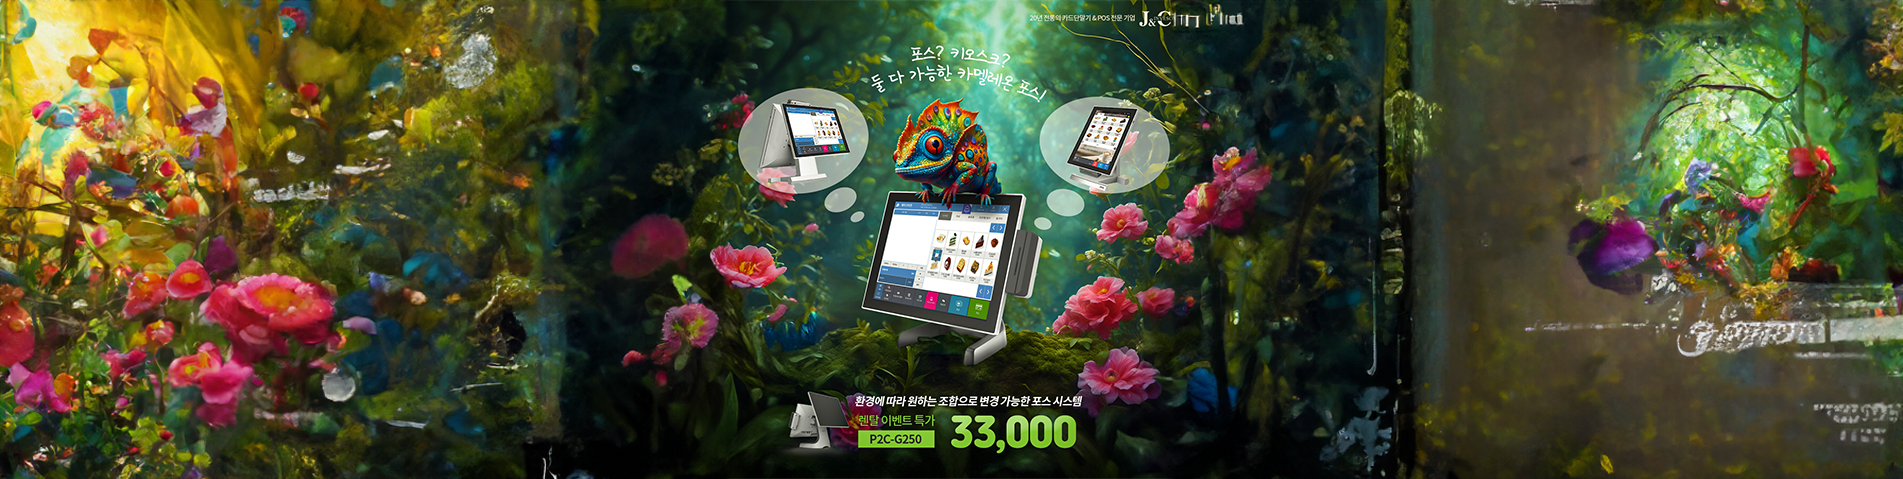 20년 전통의 카드단말기 & POS 전문 기업 J&C
포스? 키오스크?
둘 다 가능한 카멜레온 포스!
환경에 따라 원하는 조합으로 변경 가능한 포스 시스템
렌탈 이벤트 특가
P2C-G250
33,000